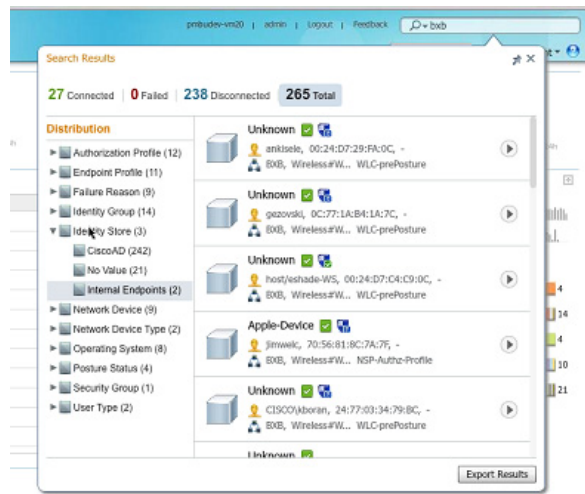 pmbudev-vm20 | admin | Logout | Feedback
bxb
Search Results
27 Connected | 0 Failed | 238 Disconnected 265 Total
Distribution
Authorization Profile (12)
Endpoint Profile (11)
Failure Reason (9)
Identity Group (14)
Identity Store (3)
CiscoAD (242)
No Value (21)
Internal Endpoints (2)
Network Device (9)
Network Device Type (2)
Operating System (8)
Posture Status (4)
Security Group (1)
User Type (2)
Unknown
ankisele, 00:24:D7:29:FA:0C, -
BXB, Wireless#W... WLC-prePosture
Unknown
gezovski, 0C:77:1A:B4:1A:7C, -
BXB, Wireless#W... WLC-prePosture
Unknown
host/eshade-WS, 00:24:D7:C4:C9:0C, -
BXB, Wireless#W... WLC-prePosture
Apple-Device
jimweic, 70:56:81:8C:7A:7F, -
BXB, Wireless#W... NSP-Authz-Profile
Unknown
CISCO\kboran, 24:77:03:34:79:BC, -
BXB, Wireless#W... WLC-prePosture
Unknown
Export Results
4
14
4
10
21